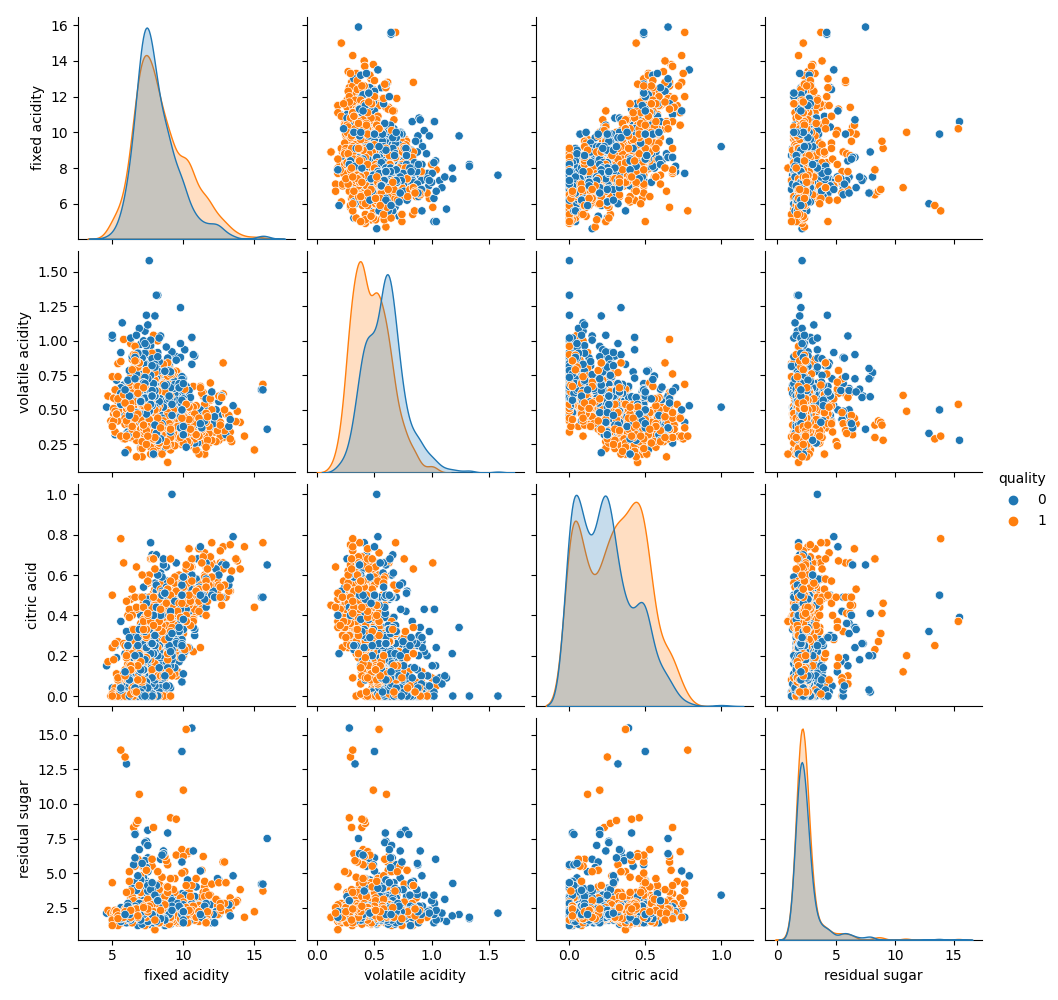 16
14
12
10
8
6
fixed acidity
1.50
1.25
1.00
0.75
0.50
0.25
volatile acidity
quality
0
1
1.0
0.8
0.6
0.4
0.2
0.0
citric acid
15.0
12.5
10.0
7.5
5.0
2.5
residual sugar
5 10 15
0.0 0.5 1.0 1.5
0.0 0.5 1.0
0 5 10 15
fixed acidity
volatile acidity
citric acid
residual sugar